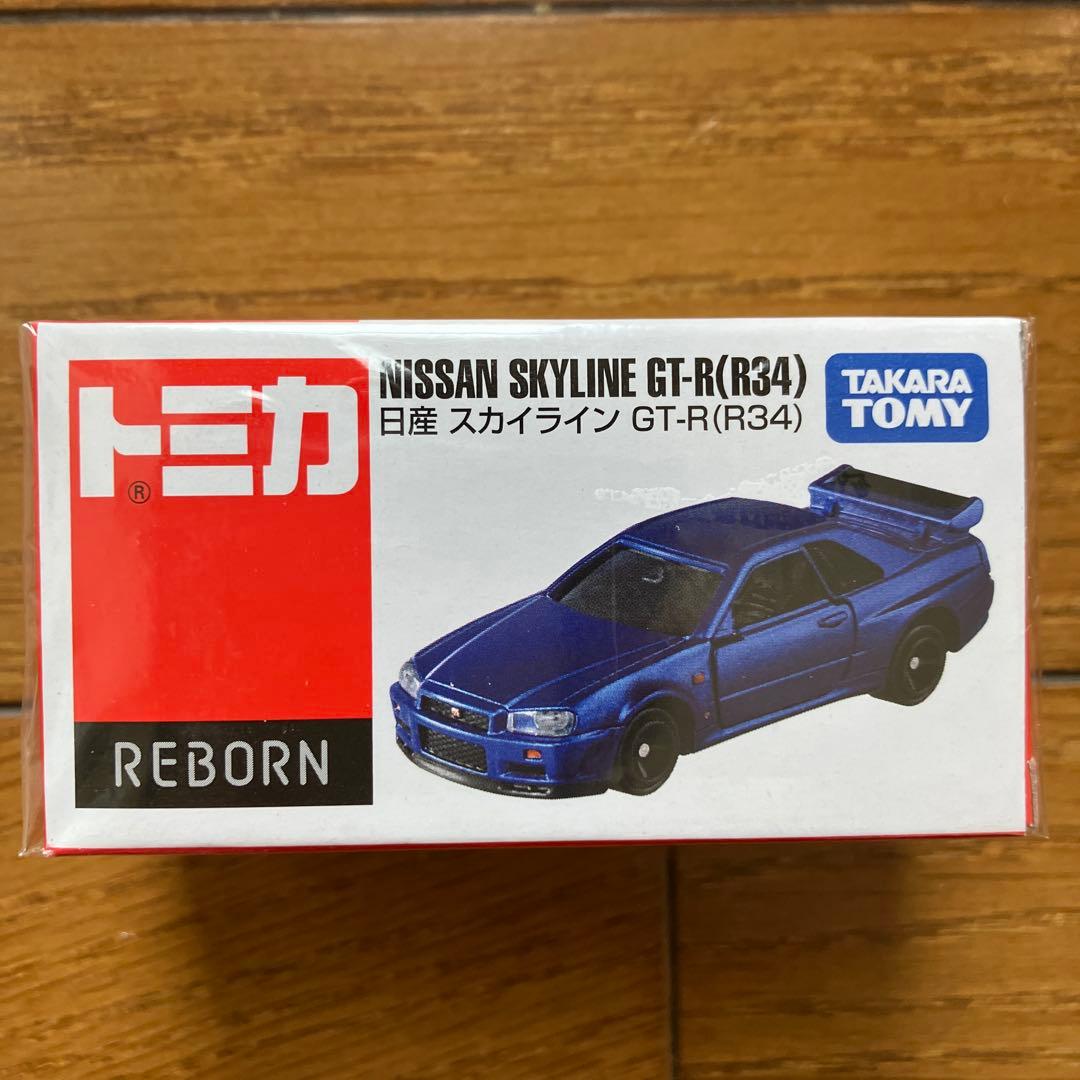 トミカ
®
REBORN
NISSAN SKYLINE GT-R(R34)
日産 スカイライン GT-R(R34)
TAKARA
TOMY